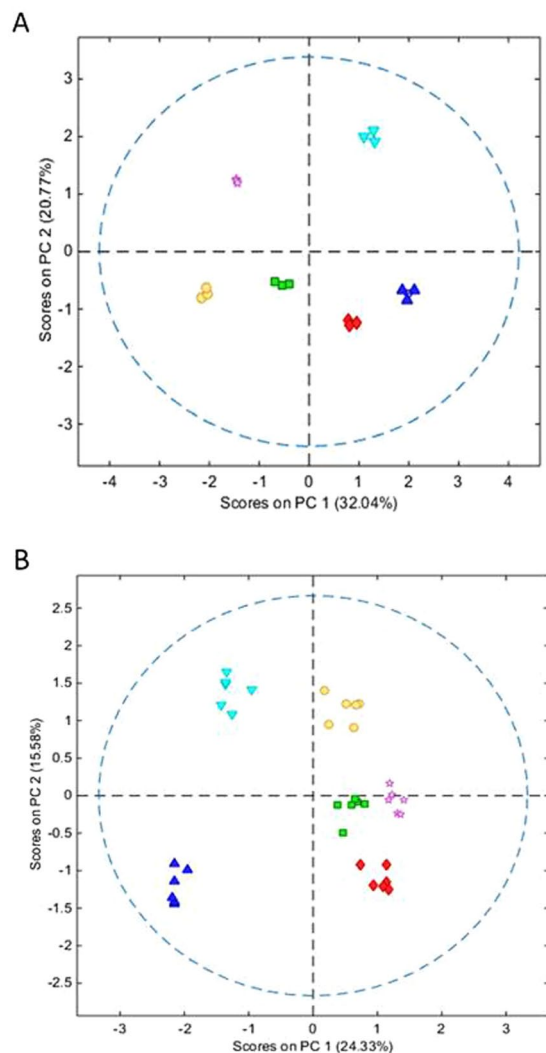 A
3
2
1
0
-1
-2
-3
Scores on PC 2 (20.77%)
-4 -3 -2 -1 0 1 2 3 4
Scores on PC 1 (32.04%)
B
2.5
2
1.5
1
0.5
0
-0.5
-1
-1.5
-2
-2.5
Scores on PC 2 (15.58%)
-3 -2 -1 0 1 2 3
Scores on PC 1 (24.33%)